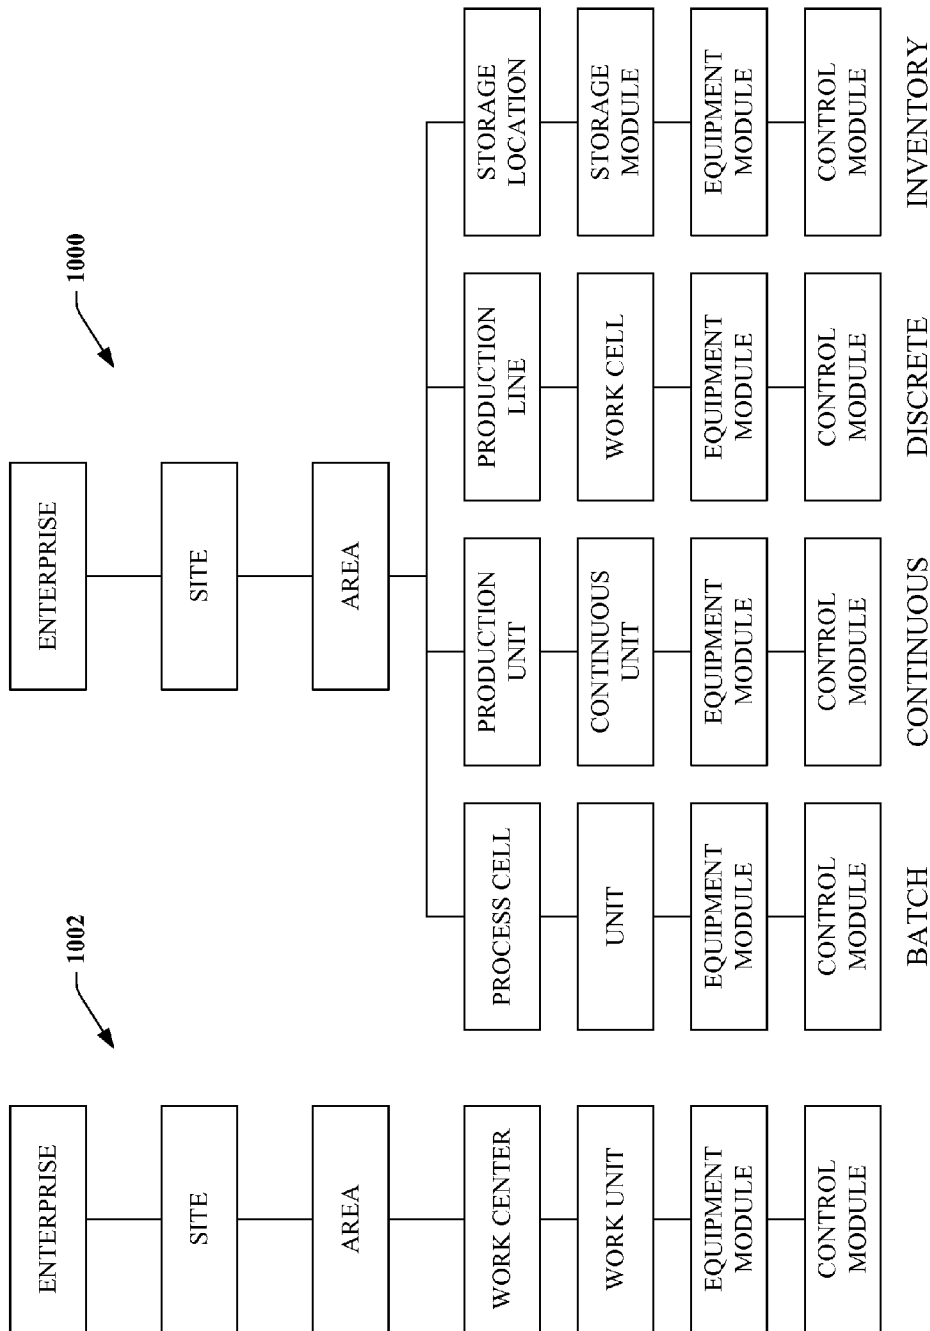 1002
1000
ENTERPRISE
SITE
AREA
WORK CENTER
WORK UNIT
EQUIPMENT
MODULE
CONTROL
MODULE
ENTERPRISE
SITE
AREA
PROCESS CELL
UNIT
EQUIPMENT
MODULE
CONTROL
MODULE
BATCH
PRODUCTION
UNIT
CONTINUOUS
UNIT
EQUIPMENT
MODULE
CONTROL
MODULE
CONTINUOUS
PRODUCTION
LINE
WORK CELL
EQUIPMENT
MODULE
CONTROL
MODULE
DISCRETE
STORAGE
LOCATION
STORAGE
MODULE
EQUIPMENT
MODULE
CONTROL
MODULE
INVENTORY